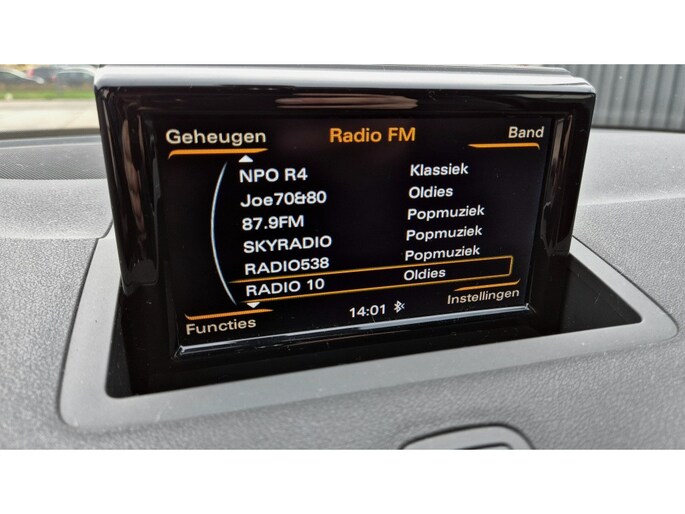 Geheugen Radio FM Band
NPO R4 Klassiek
Joe70&80 Oldies
87.9FM Popmuziek
SKYRADIO Popmuziek
RADIO538 Popmuziek
RADIO 10 Oldies
Functies 14:01 Instellingen